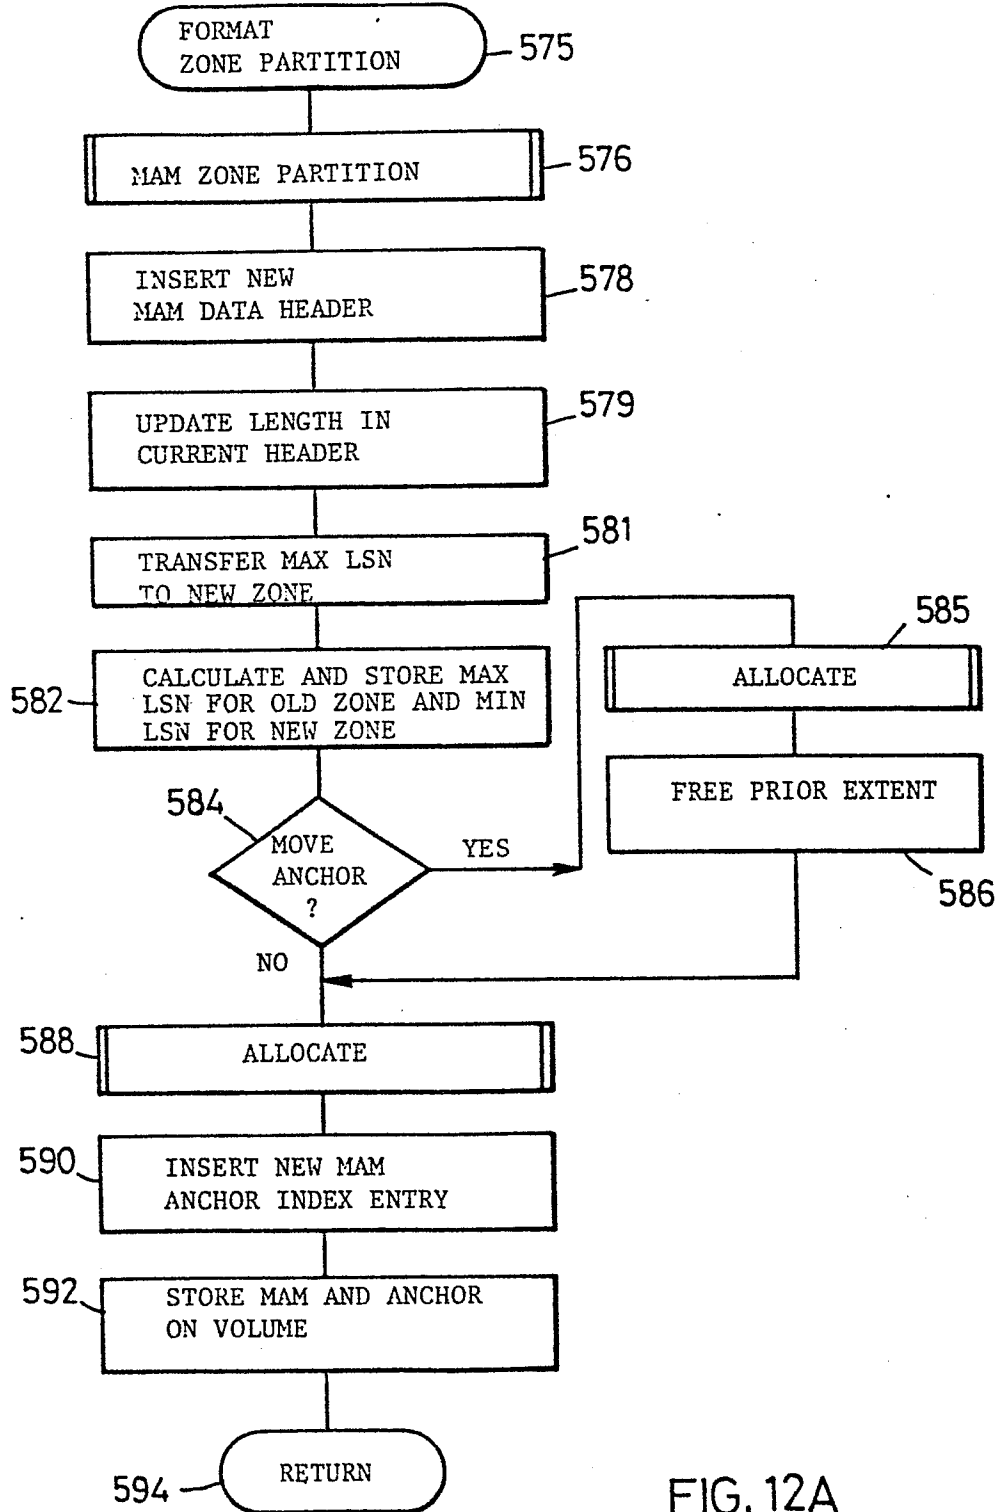 FORMAT
ZONE PARTITION
575
MAM ZONE PARTITION
576
INSERT NEW
MAM DATA HEADER
578
UPDATE LENGTH IN
CURRENT HEADER
579
TRANSFER MAX LSN
TO NEW ZONE
581
582
CALCULATE AND STORE MAX
LSN FOR OLD ZONE AND MIN
LSN FOR NEW ZONE
585
ALLOCATE
FREE PRIOR EXTENT
586
584
MOVE
ANCHOR
?
YES
NO
588
ALLOCATE
590
INSERT NEW MAM
ANCHOR INDEX ENTRY
592
STORE MAM AND ANCHOR
ON VOLUME
594
RETURN
FIG. 12A